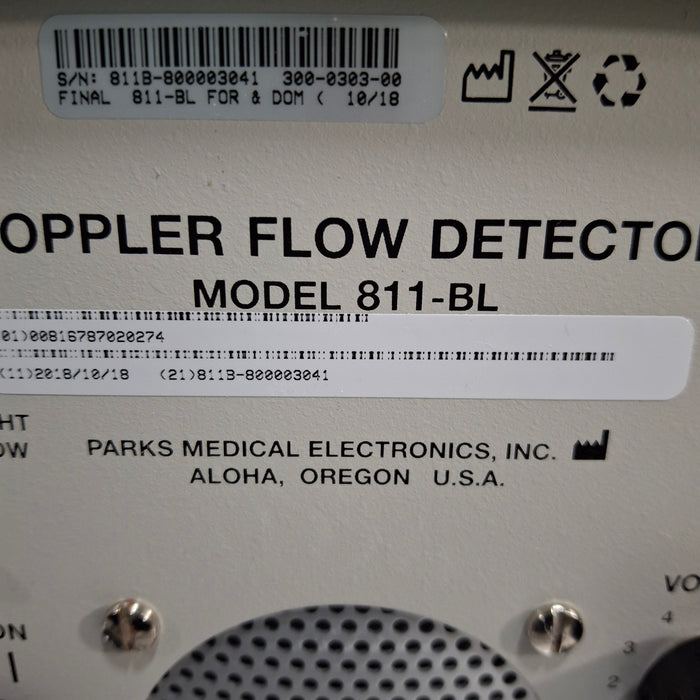 S/N: 811B-800003041 300-0303-00
FINAL 811-BL FOR & DOM ( 10/18
OPPLER FLOW DETECTO
MODEL 811-BL
01)00816787020274
(11)2018/10/18 (21)811B-800003041
HT
OW
PARKS MEDICAL ELECTRONICS, INC.
ALOHA, OREGON U.S.A.
VO
4
3
2
ON
I